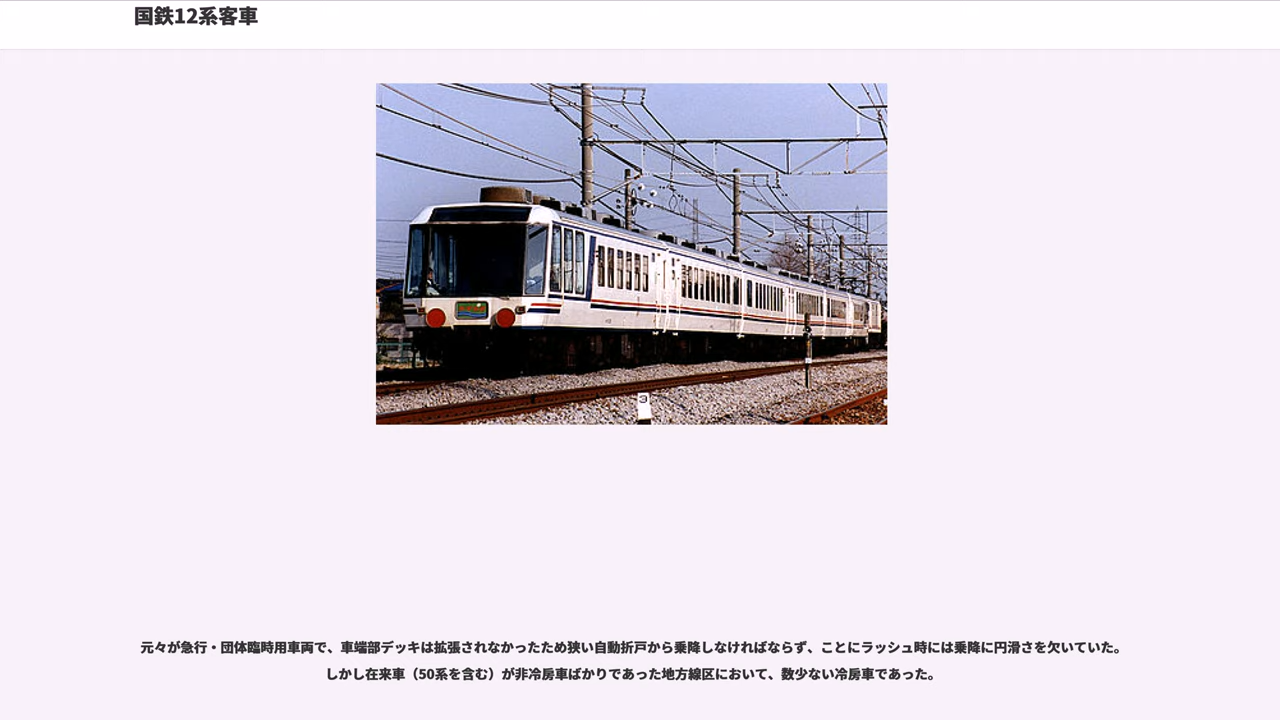 国鉄12系客車
3
元々が急行・団体臨時用車両で、車端部デッキは拡張されなかったため狭い自動折戸から乗降しなければならず、ことにラッシュ時には乗降に円滑さを欠いていた。
しかし在来車（50系を含む）が非冷房車ばかりであった地方線区において、数少ない冷房車であった。